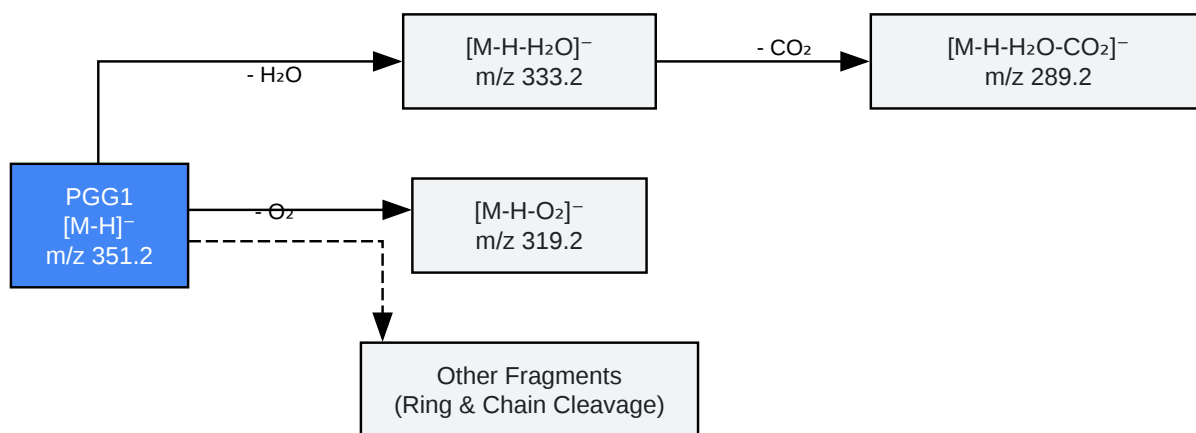 [M-H-H₂O]⁻
m/z 333.2
- H₂O
- CO₂
[M-H-H₂O-CO₂]⁻
m/z 289.2
PGG1
[M-H]⁻
m/z 351.2
- O₂
[M-H-O₂]⁻
m/z 319.2
Other Fragments
(Ring & Chain Cleavage)